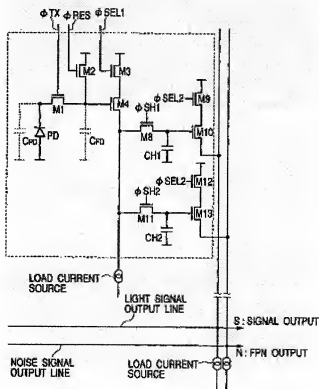 φTX φRES φSEL1
M2 M3
M1 M4
φSEL2 M9
φSH1
M8 M10
CPD PD CFD CH1
φSEL2 M12
φSH2
M11 M13
CH2
LOAD CURRENT
SOURCE
LIGHT SIGNAL
OUTPUT LINE
S: SIGNAL OUTPUT
N: FPN OUTPUT
NOISE SIGNAL
OUTPUT LINE
LOAD CURRENT
SOURCE